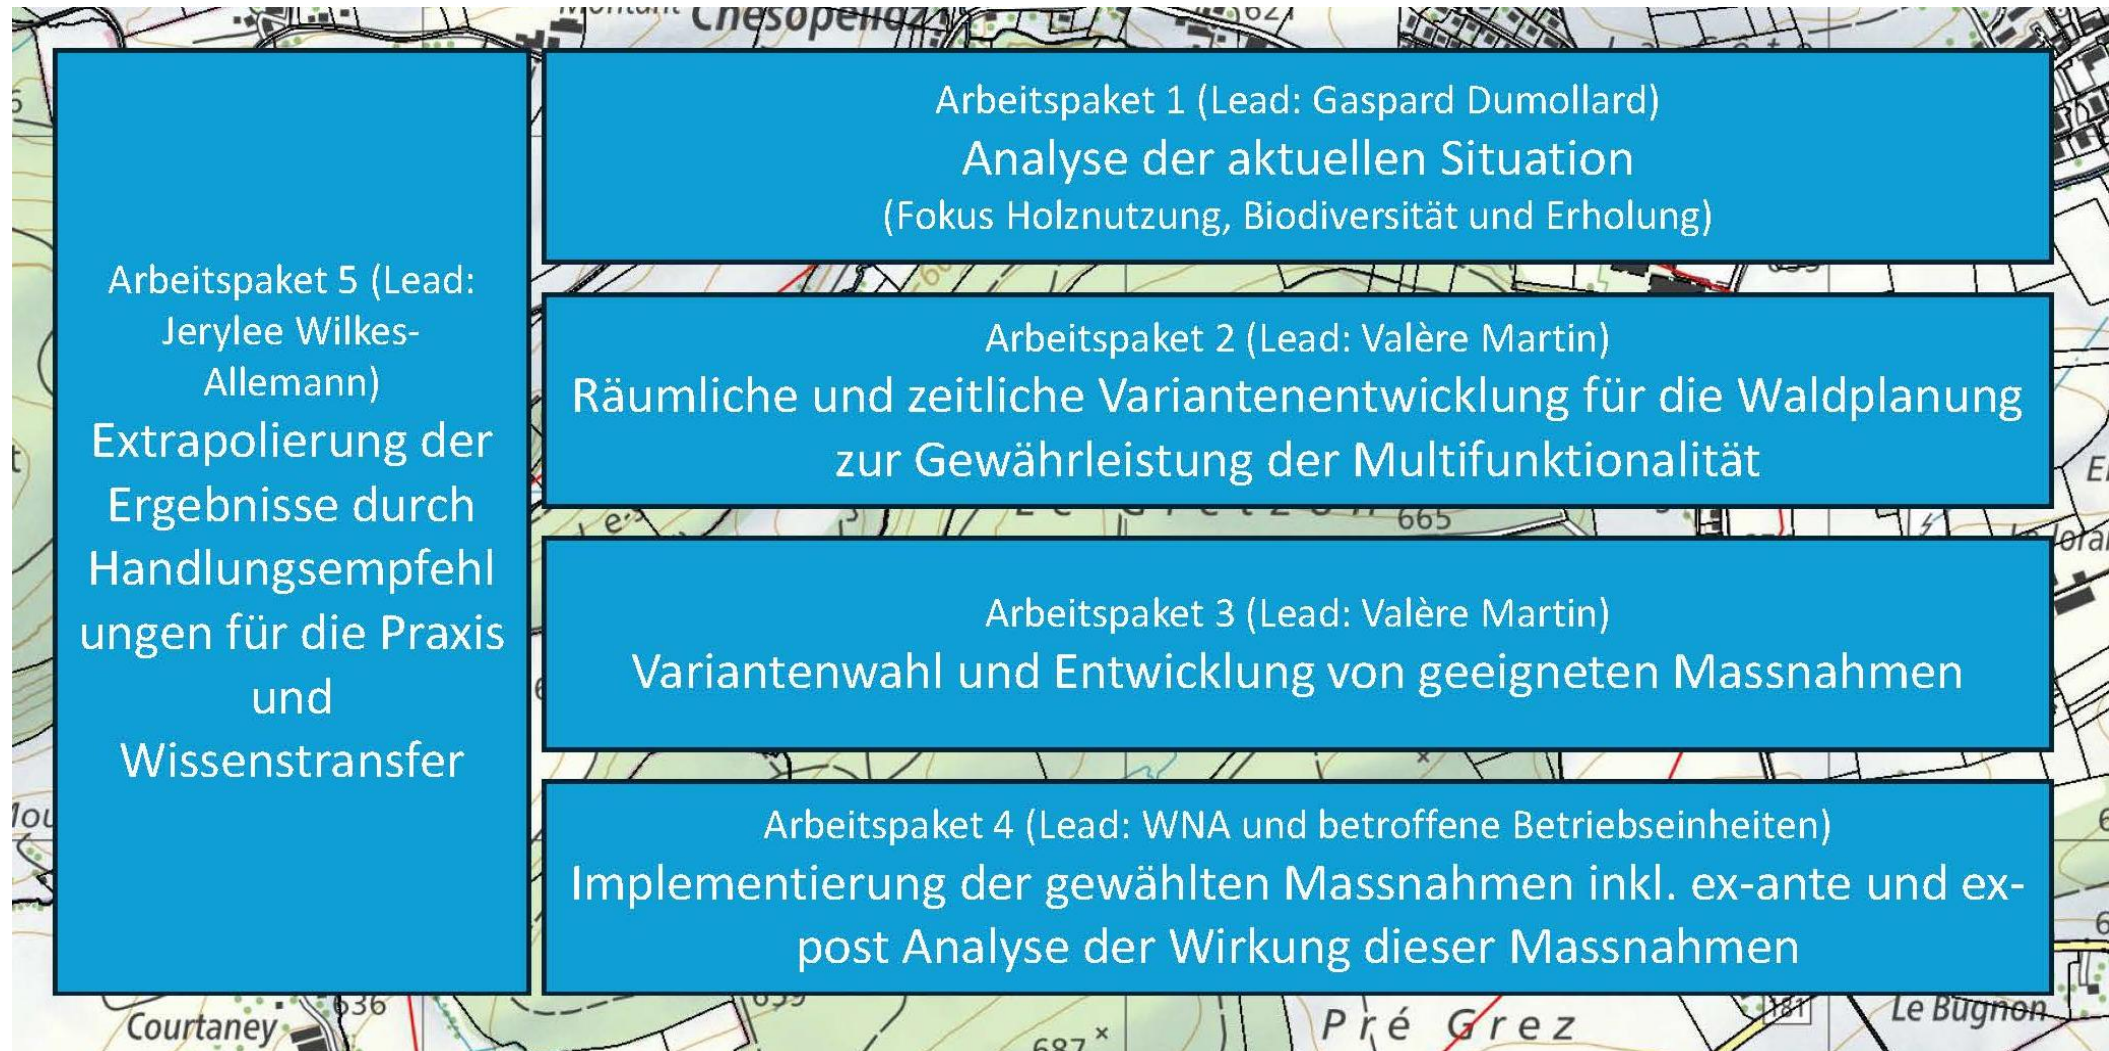 Montant
Chésopelloz
621
Arbeitspaket 5 (Lead:
Jerylee Wilkes-
Allemann)
Extrapolierung der
Ergebnisse durch
Handlungsempfehl
ungen für die Praxis
und
Wissenstransfer
Arbeitspaket 1 (Lead: Gaspard Dumollard)
Analyse der aktuellen Situation
(Fokus Holznutzung, Biodiversität und Erholung)
Arbeitspaket 2 (Lead: Valère Martin)
Räumliche und zeitliche Variantenentwicklung für die Waldplanung
zur Gewährleistung der Multifunktionalität
665
Arbeitspaket 3 (Lead: Valère Martin)
Variantenwahl und Entwicklung von geeigneten Massnahmen
Arbeitspaket 4 (Lead: WNA und betroffene Betriebseinheiten)
Implementierung der gewählten Massnahmen inkl. ex-ante und ex-
post Analyse der Wirkung dieser Massnahmen
636
Courtaney
687
Pré Grez
181
Le Bugnon